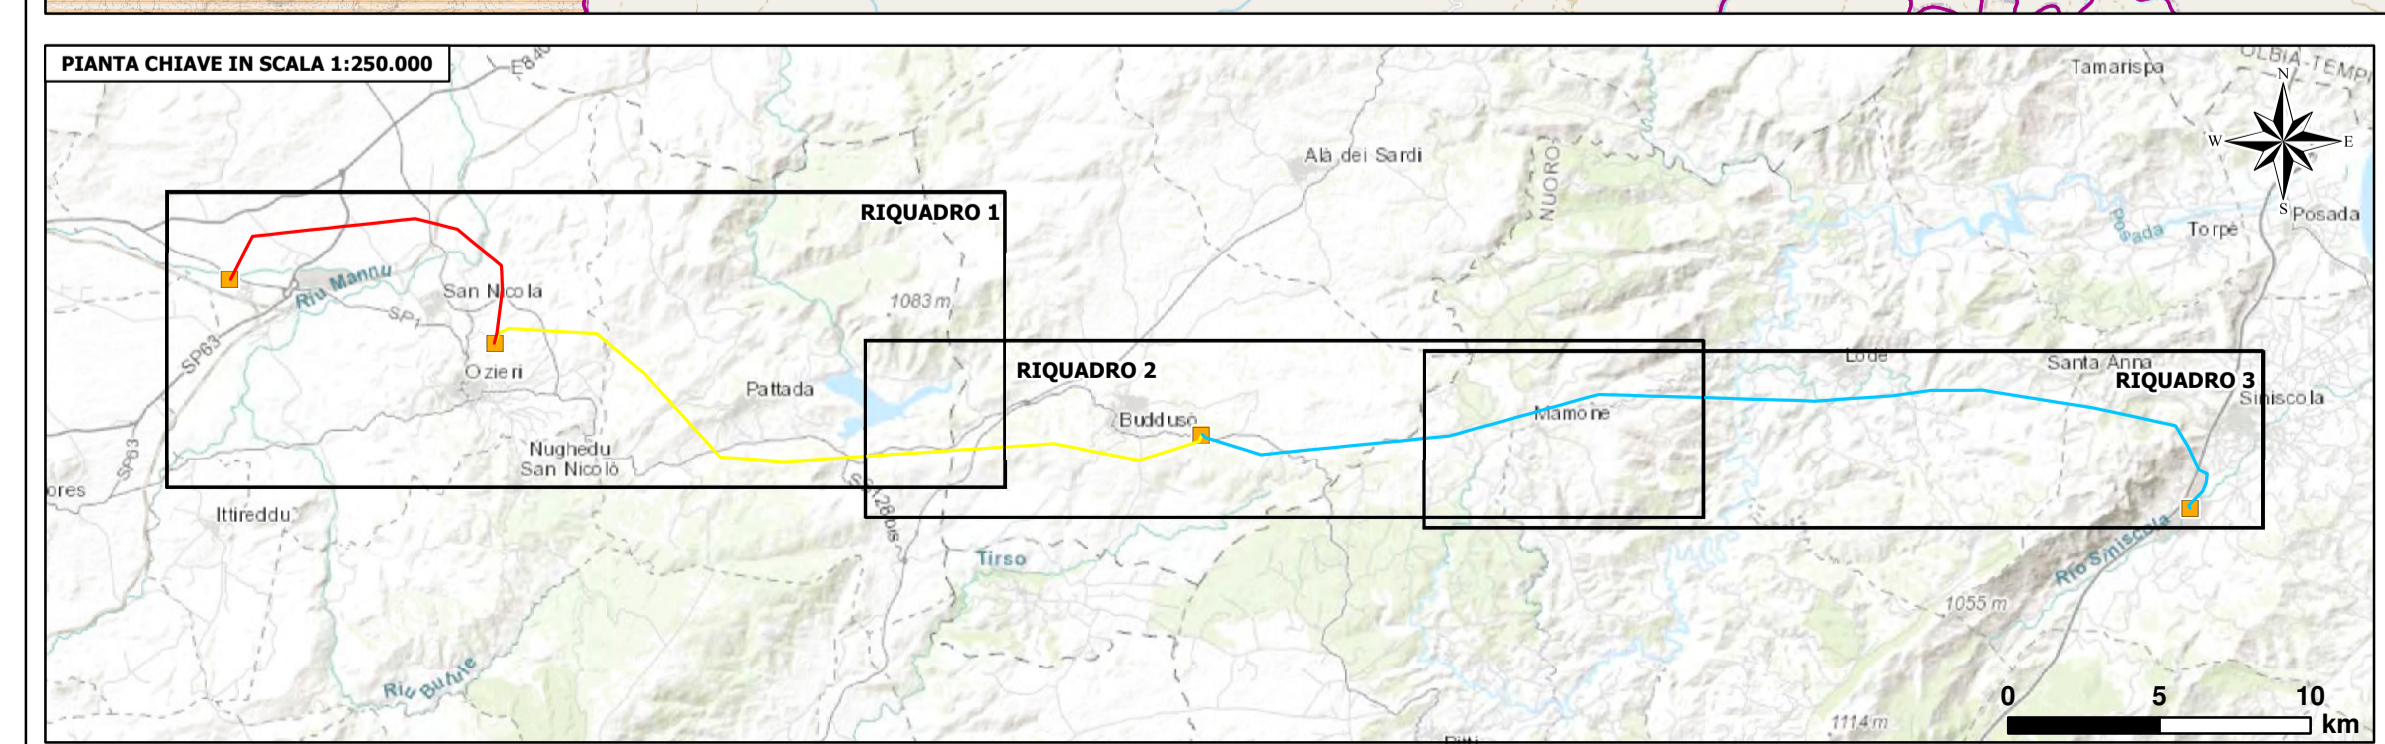 PIANTA CHIAVE IN SCALA 1:250.000
E840
Tamarispa
N
W
E
S
Alà dei Sardi
NUORO
Posada
Posada
Torpè
RIQUADRO 1
Riu Mannu
San Nicola
1083 m
SP1
SP63
Ozieri
Pattada
RIQUADRO 2
Lodè
Santa Anna
RIQUADRO 3
Siniscola
Buddusò
Mamone
SP63
Nughedu
San Nicolò
ores
Ittireddu
Tirso
Rio Siniscola
1055 m
Riu Butule
0 5 10
km
1114 m